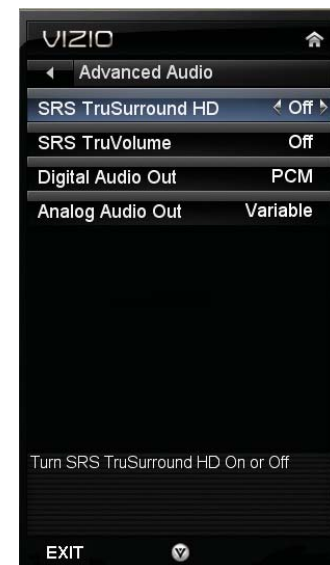 VIZIO
Advanced Audio
SRS TruSurround HD Off
SRS TruVolume Off
Digital Audio Out PCM
Analog Audio Out Variable
Turn SRS TruSurround HD On or Off
EXIT V